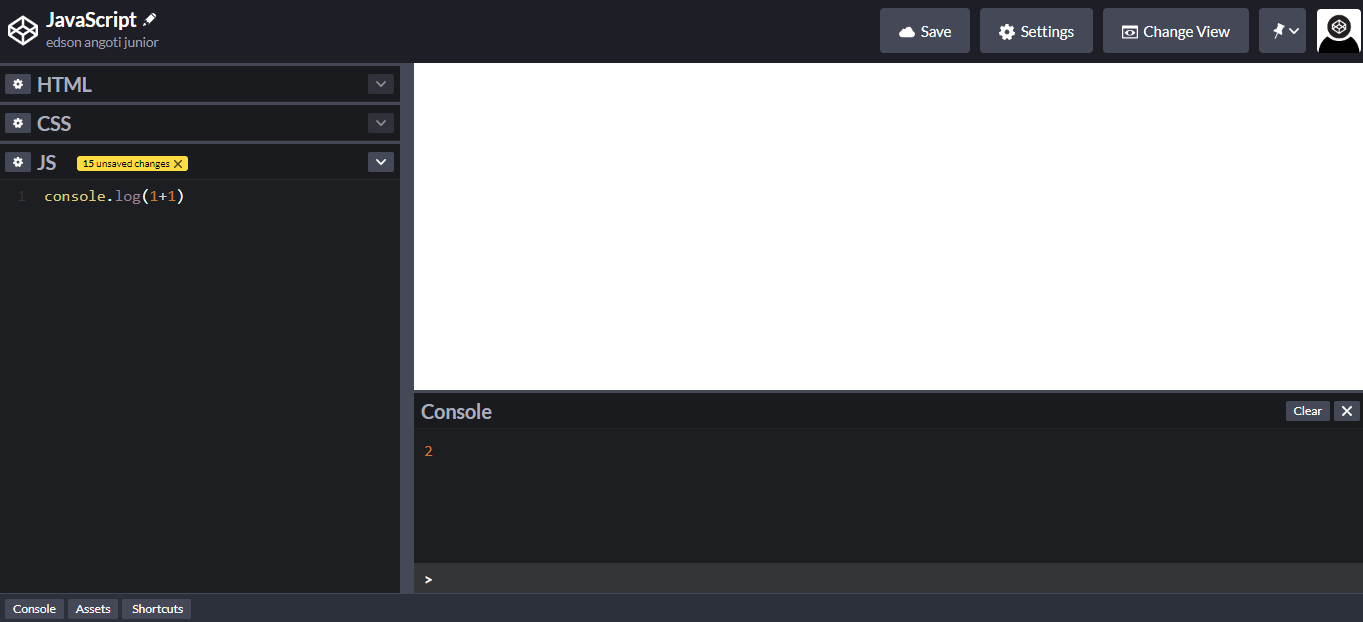 JavaScript
edson angoti junior
Save
Settings
Change View
HTML
CSS
JS
15 unsaved changes
1 console.log(1+1)
Console
Clear
2
>
Console
Assets
Shortcuts